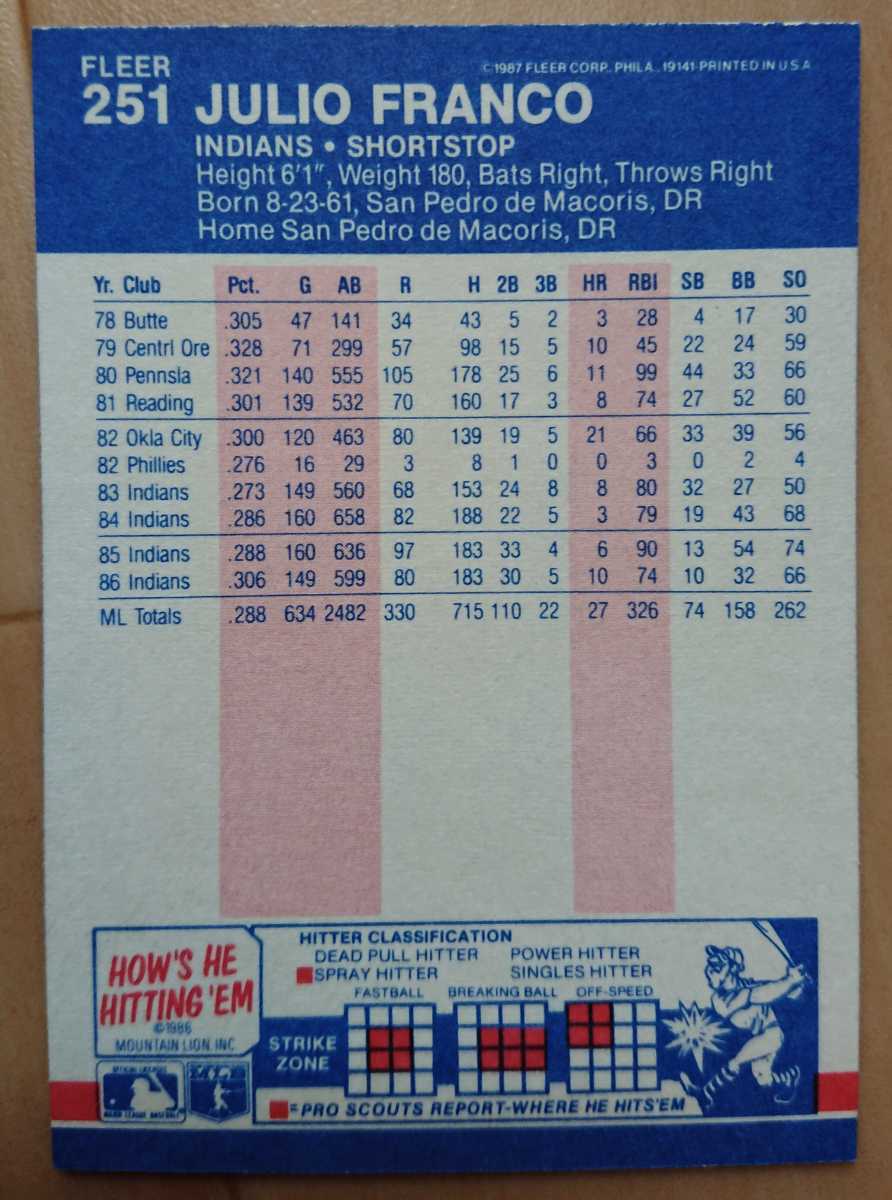 FLEER
©1987 FLEER CORP. PHILA. 19141 PRINTED IN U.S.A
251 JULIO FRANCO
INDIANS • SHORTSTOP
Height 6'1", Weight 180, Bats Right, Throws Right
Born 8-23-61, San Pedro de Macoris, DR
Home San Pedro de Macoris, DR
Yr. Club Pct. G AB R H 2B 3B HR RBI SB BB SO
78 Butte .305 47 141 34 43 5 2 3 28 4 17 30
79 Centrl Ore .328 71 299 57 98 15 5 10 45 22 24 59
80 Pennsla .321 140 555 105 178 25 6 11 99 44 33 66
81 Reading .301 139 532 70 160 17 3 8 74 27 52 60
82 Okla City .300 120 463 80 139 19 5 21 66 33 39 56
82 Phillies .276 16 29 3 8 1 0 0 3 0 2 4
83 Indians .273 149 560 68 153 24 8 8 80 32 27 50
84 Indians .286 160 658 82 188 22 5 3 79 19 43 68
85 Indians .288 160 636 97 183 33 4 6 90 13 54 74
86 Indians .306 149 599 80 183 30 5 10 74 10 32 66
ML Totals .288 634 2482 330 715 110 22 27 326 74 158 262
HOW'S HE
HITTING 'EM
©1986
MOUNTAIN LION INC
HITTER CLASSIFICATION
DEAD PULL HITTER POWER HITTER
SPRAY HITTER SINGLES HITTER
FASTBALL BREAKING BALL OFF-SPEED
STRIKE
ZONE
= PRO SCOUTS REPORT-WHERE HE HITS 'EM
MAJOR LEAGUE BASEBALL